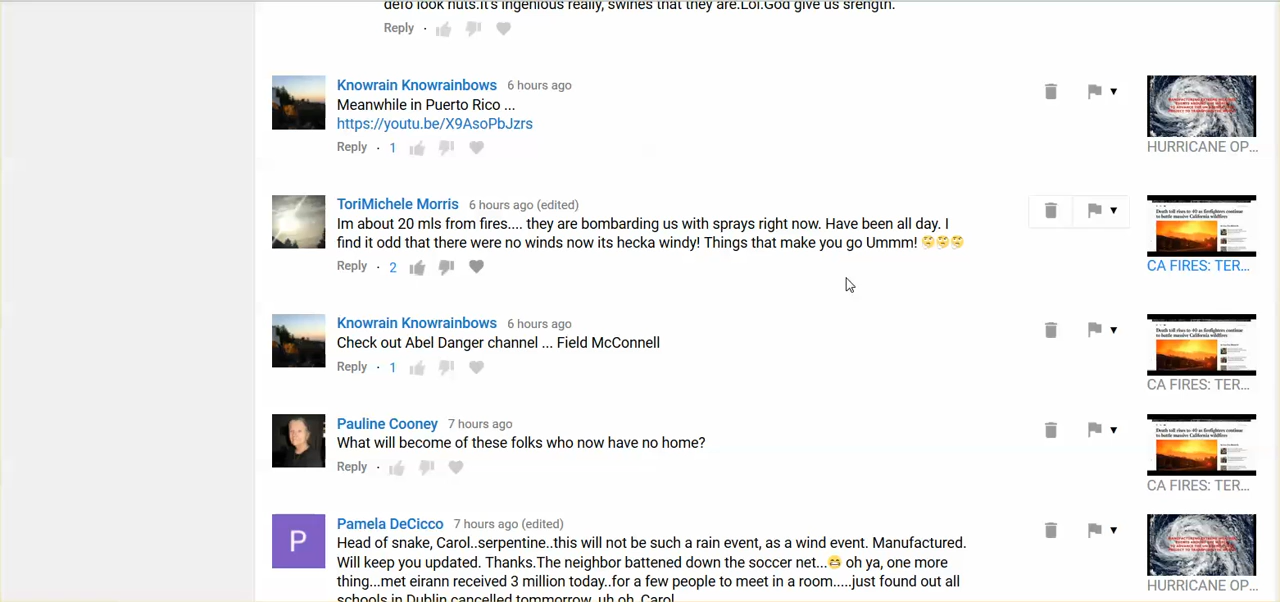 defo look nuts.It's ingenious really, swines that they are.Lol.God give us srength.
Reply ·
Knowrain Knowrainbows 6 hours ago
Meanwhile in Puerto Rico ...
https://youtu.be/X9AsoPbJzrs
Reply · 1
HURRICANE OP...
ToriMichele Morris 6 hours ago (edited)
Im about 20 mls from fires.... they are bombarding us with sprays right now. Have been all day. I
find it odd that there were no winds now its hecka windy! Things that make you go Ummm! 🤔🤔🤔
Reply · 2
CA FIRES: TER...
Knowrain Knowrainbows 6 hours ago
Check out Abel Danger channel ... Field McConnell
Reply · 1
CA FIRES: TER...
Pauline Cooney 7 hours ago
What will become of these folks who now have no home?
Reply ·
CA FIRES: TER...
P
Pamela DeCicco 7 hours ago (edited)
Head of snake, Carol..serpentine..this will not be such a rain event, as a wind event. Manufactured.
Will keep you updated. Thanks.The neighbor battened down the soccer net...😁 oh ya, one more
thing...met eirann received 3 million today..for a few people to meet in a room.....just found out all
schools in Dublin cancelled tommorrow, uh oh, Carol
HURRICANE OP...